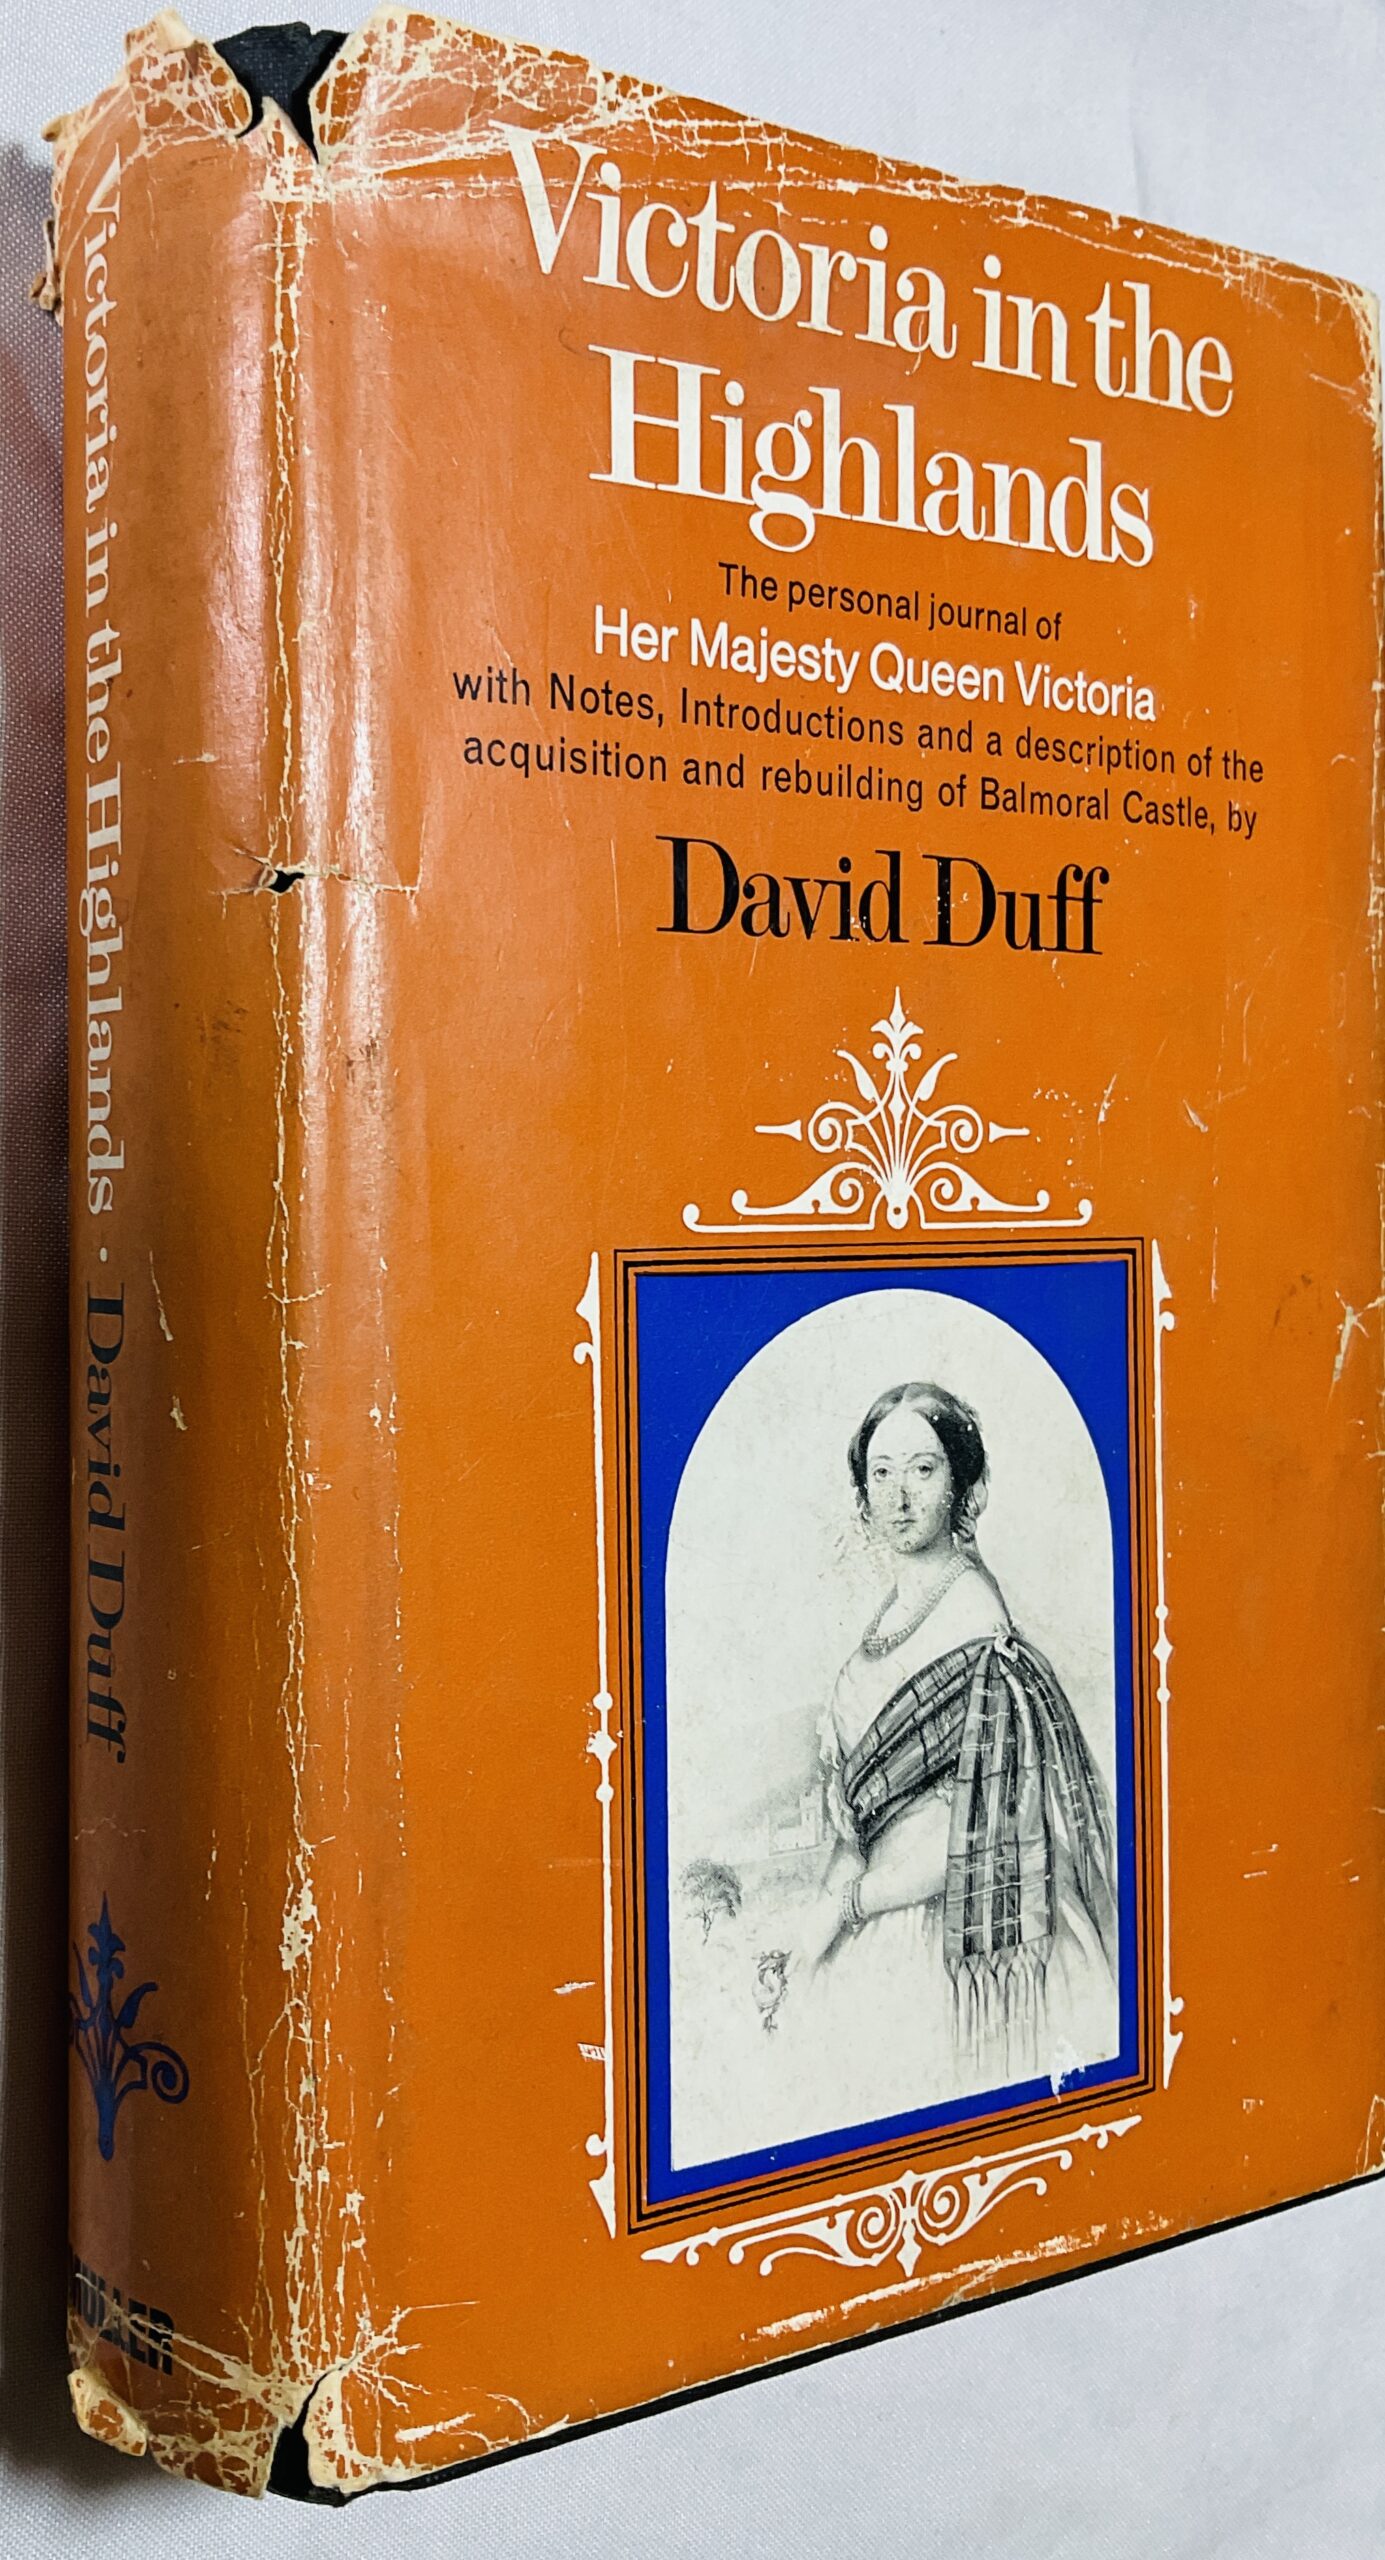 Victoria in the
Highlands
The personal journal of
Her Majesty Queen Victoria
with Notes, Introductions and a description of the
acquisition and rebuilding of Balmoral Castle, by
David Duff
Victoria in the Highlands · David Duff
MULLER